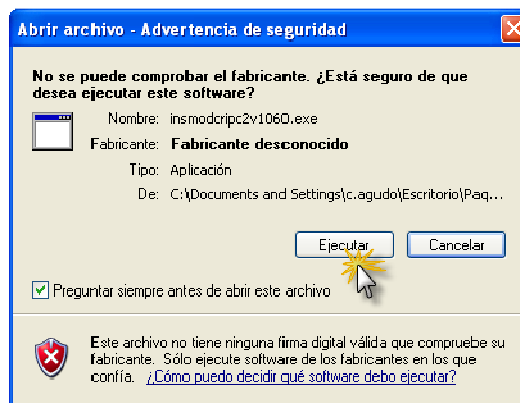 Abrir archivo - Advertencia de seguridad
No se puede comprobar el fabricante. ¿Está seguro de que
desea ejecutar este software?
Nombre: insmodcripc2v1060.exe
Fabricante: Fabricante desconocido
Tipo: Aplicación
De: C:\Documents and Settings\c.agudo\Escritorio\Paq...
Ejecutar Cancelar
Preguntar siempre antes de abrir este archivo
Este archivo no tiene ninguna firma digital válida que compruebe su
fabricante. Sólo ejecute software de los fabricantes en los que
confía. ¿Cómo puedo decidir qué software debo ejecutar?